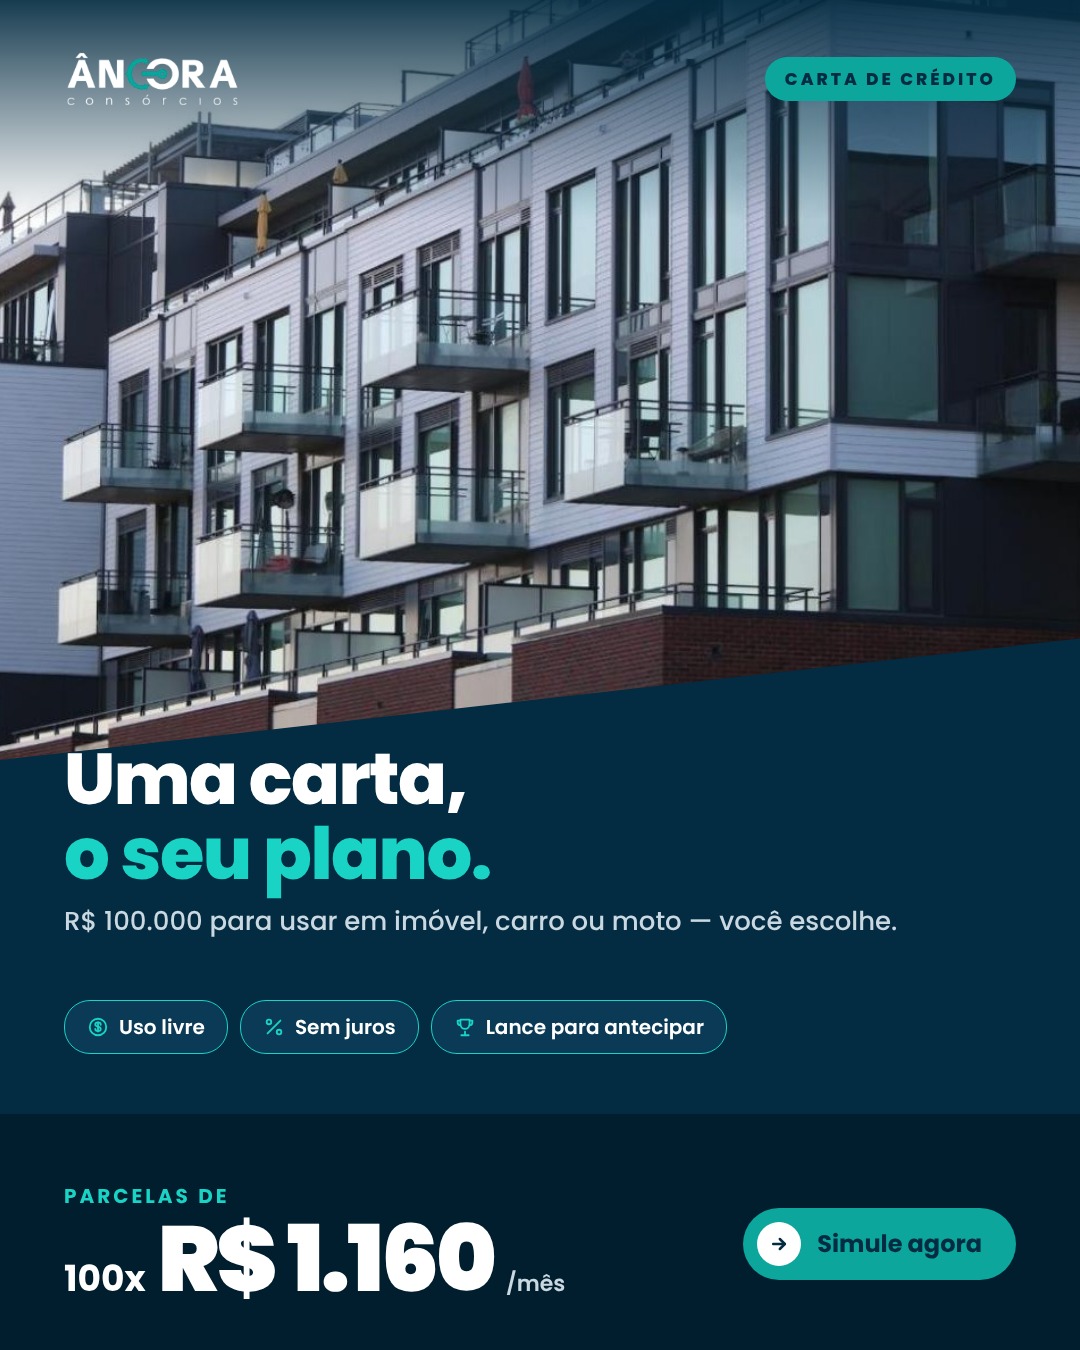 ÂNCORA
consórcios
CARTA DE CRÉDITO
Uma carta,
o seu plano.
R$ 100.000 para usar em imóvel, carro ou moto — você escolhe.
Uso livre
Sem juros
Lance para antecipar
PARCELAS DE
100x R$ 1.160 /mês
Simule agora